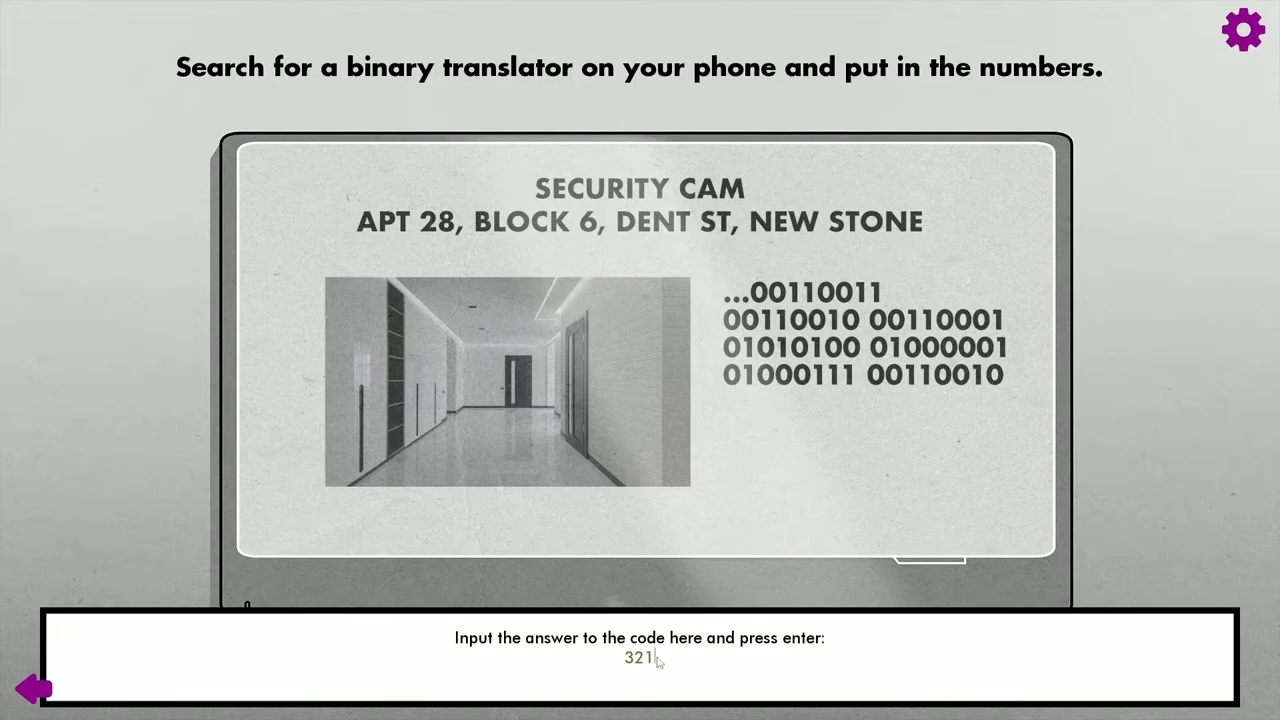 Search for a binary translator on your phone and put in the numbers.
SECURITY CAM
APT 28, BLOCK 6, DENT ST, NEW STONE
...00110011
00110010 00110001
01010100 01000001
01000111 00110010
Input the answer to the code here and press enter:
321